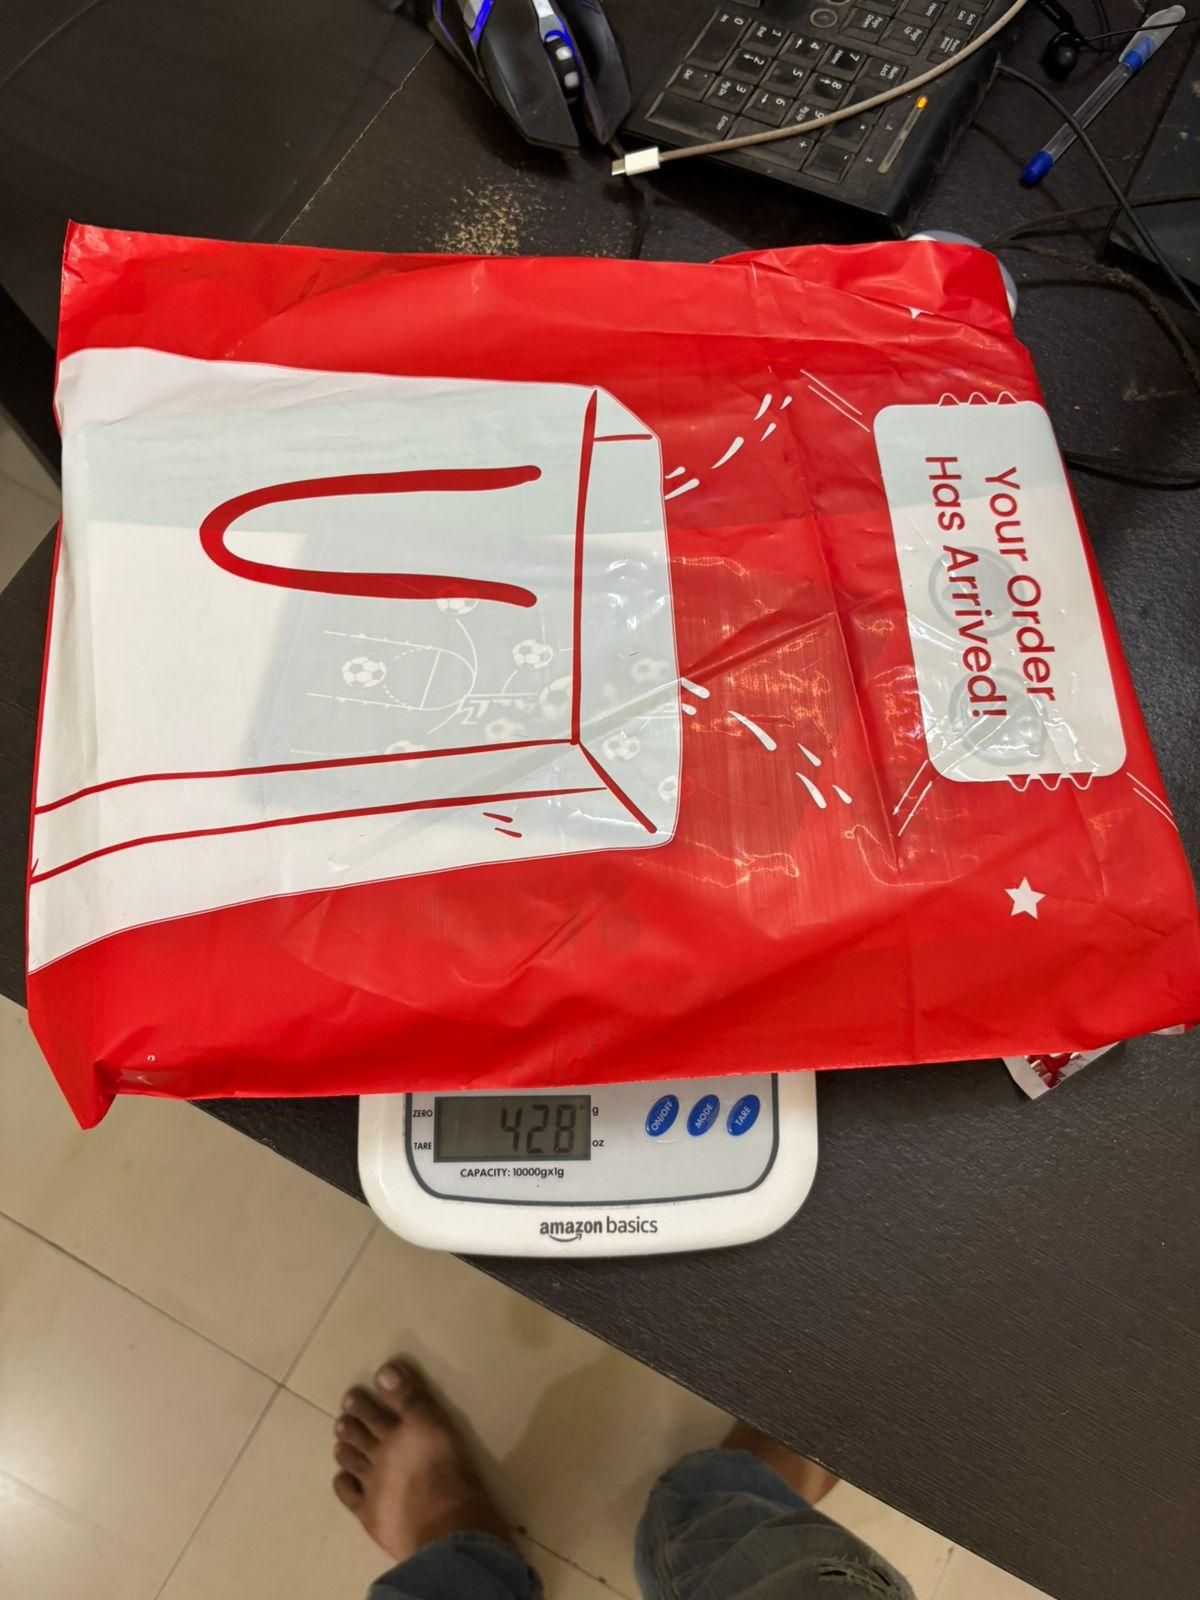 Your Order
Has Arrived!
ZERO
TARE
428
g
oz
ON/OFF
MODE
TARE
CAPACITY: 10000gx1g
amazon basics